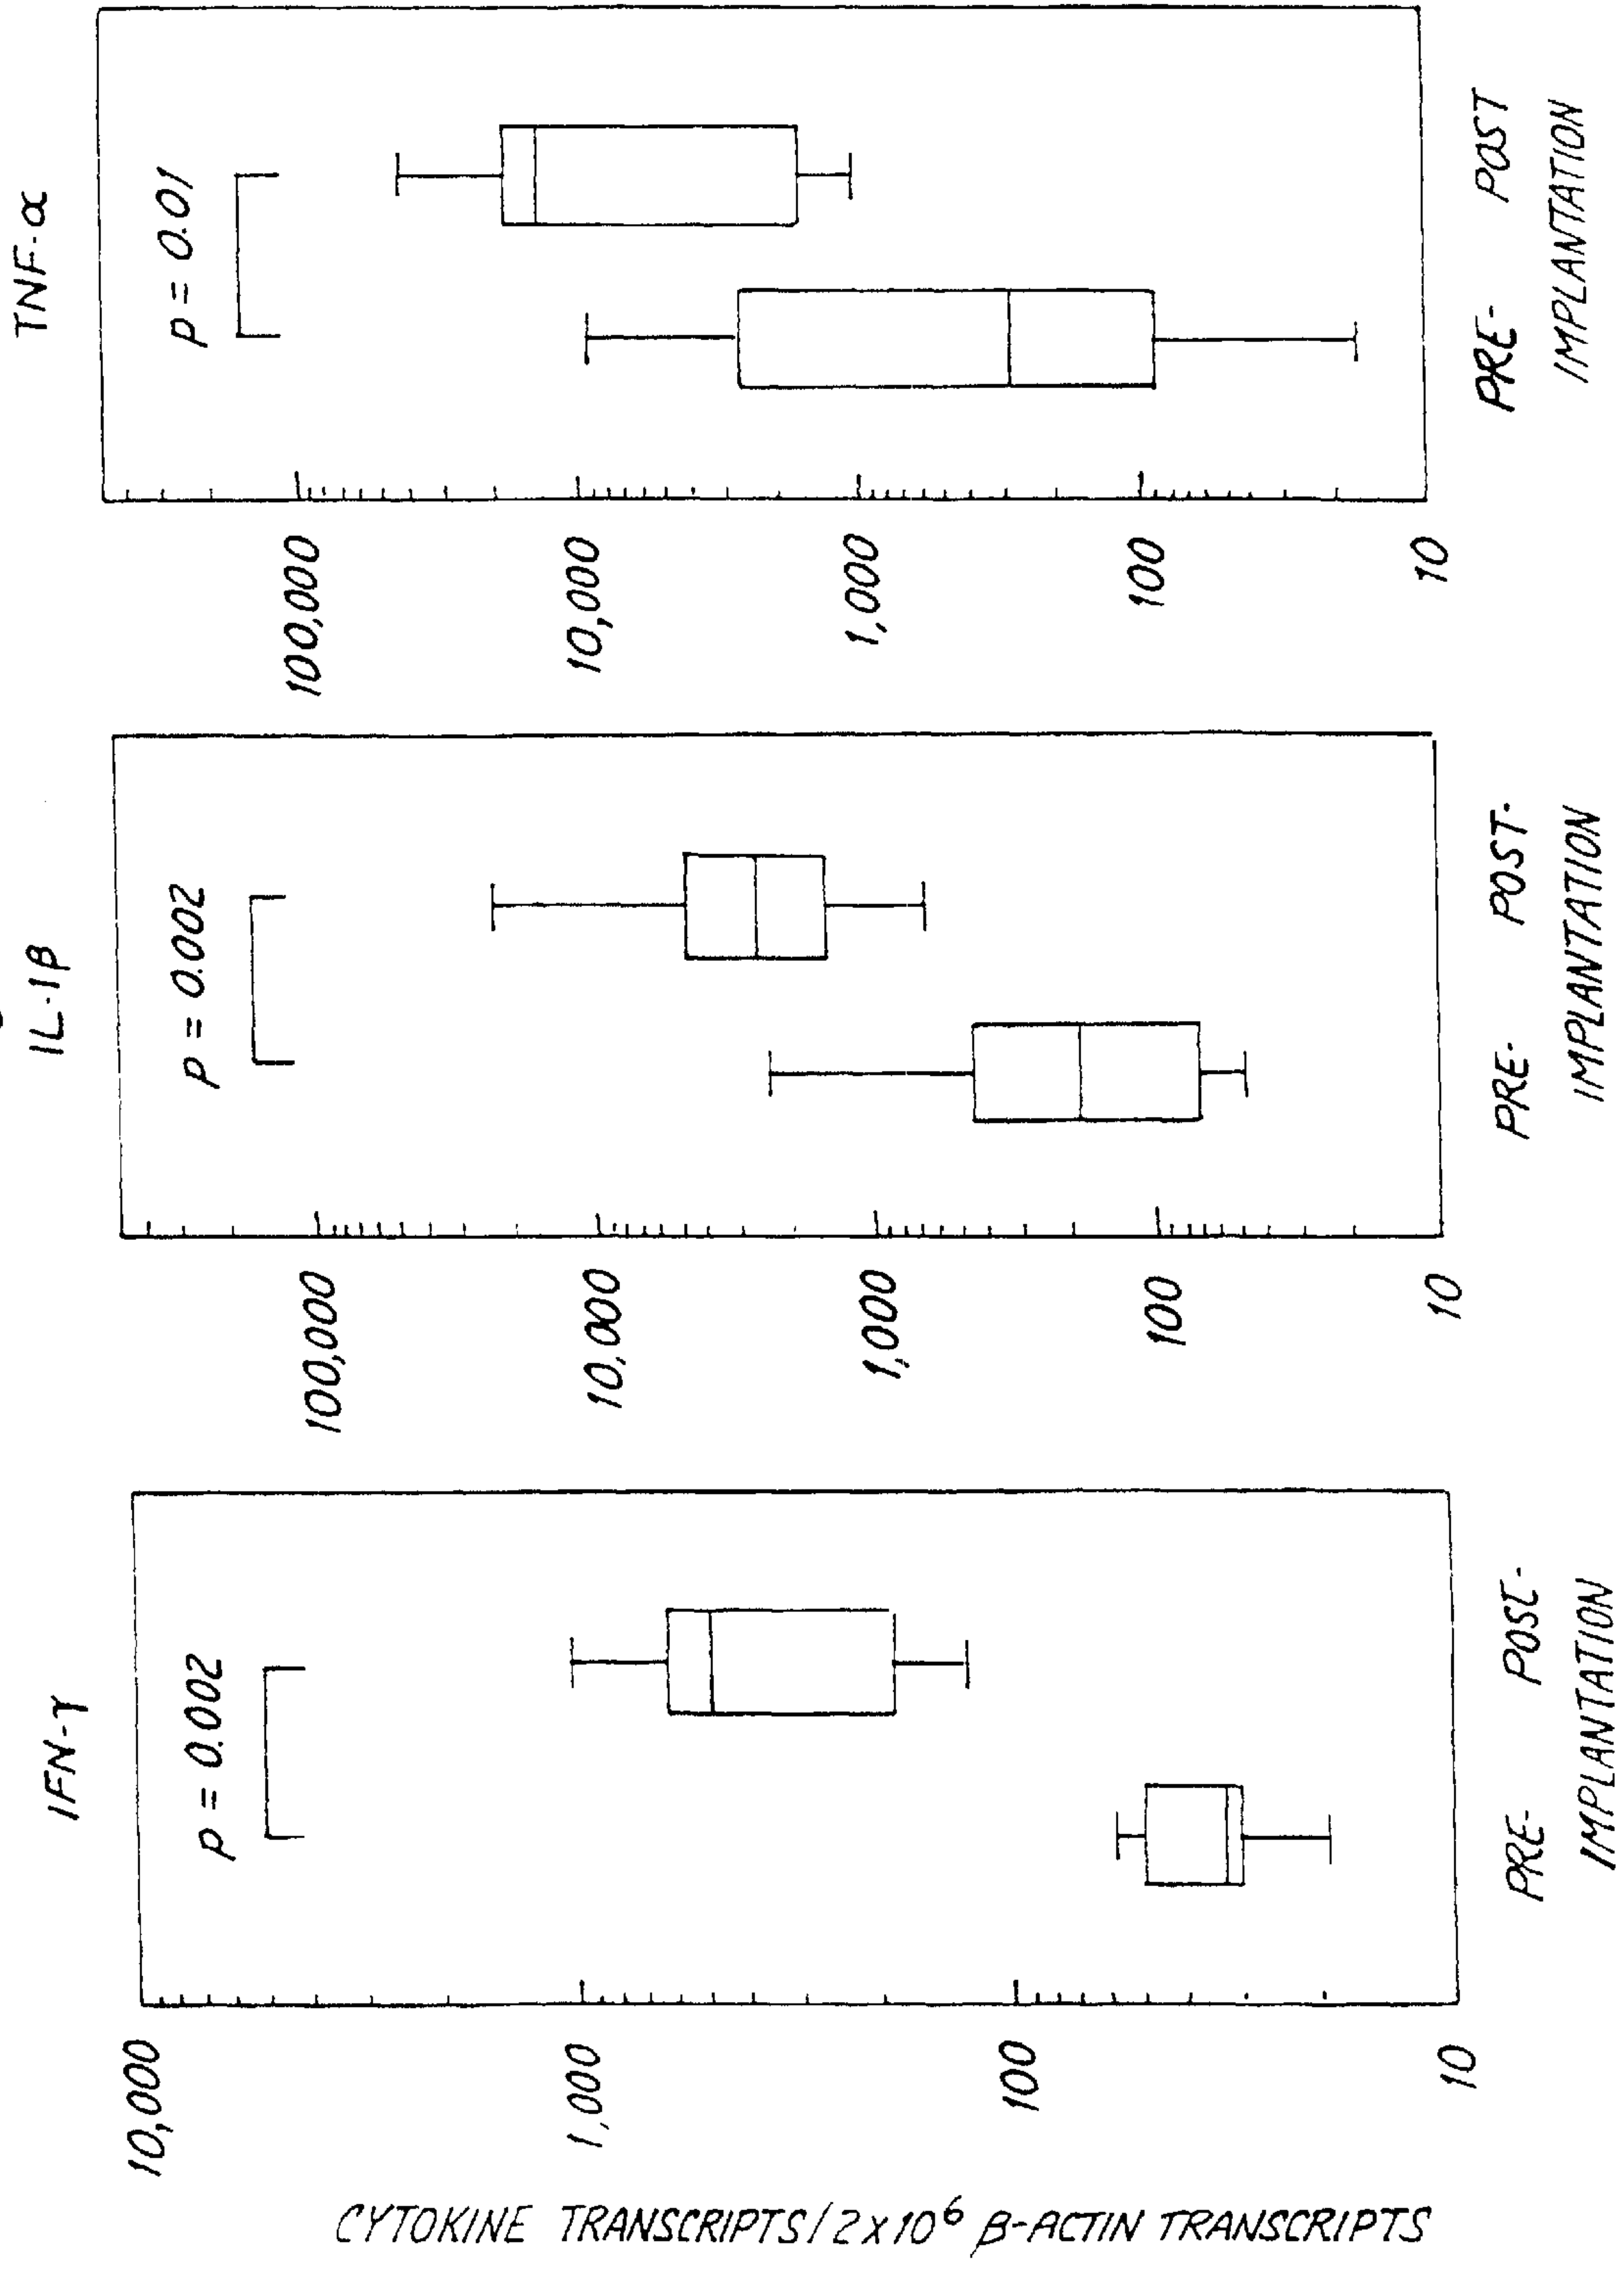 CYTOKINE TRANSCRIPTS/2x10⁶ β-ACTIN TRANSCRIPTS
IFN-γ
p = 0.002
10,000
1,000
100
10
PRE- POST-
IMPLANTATION
IL-1β
p = 0.002
100,000
10,000
1,000
100
10
PRE- POST-
IMPLANTATION
TNF-α
p = 0.01
100,000
10,000
1,000
100
10
PRE- POST
IMPLANTATION